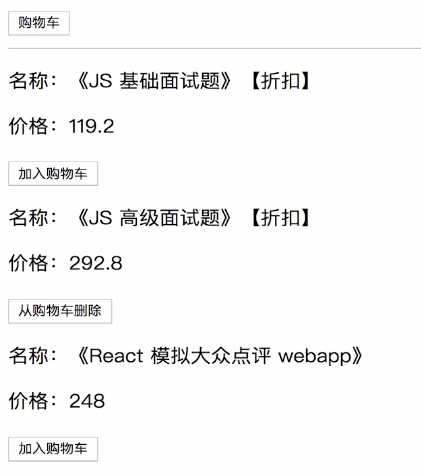 购物车
名称：《JS 基础面试题》【折扣】
价格：119.2
加入购物车
名称：《JS 高级面试题》【折扣】
价格：292.8
从购物车删除
名称：《React 模拟大众点评 webapp》
价格：248
加入购物车